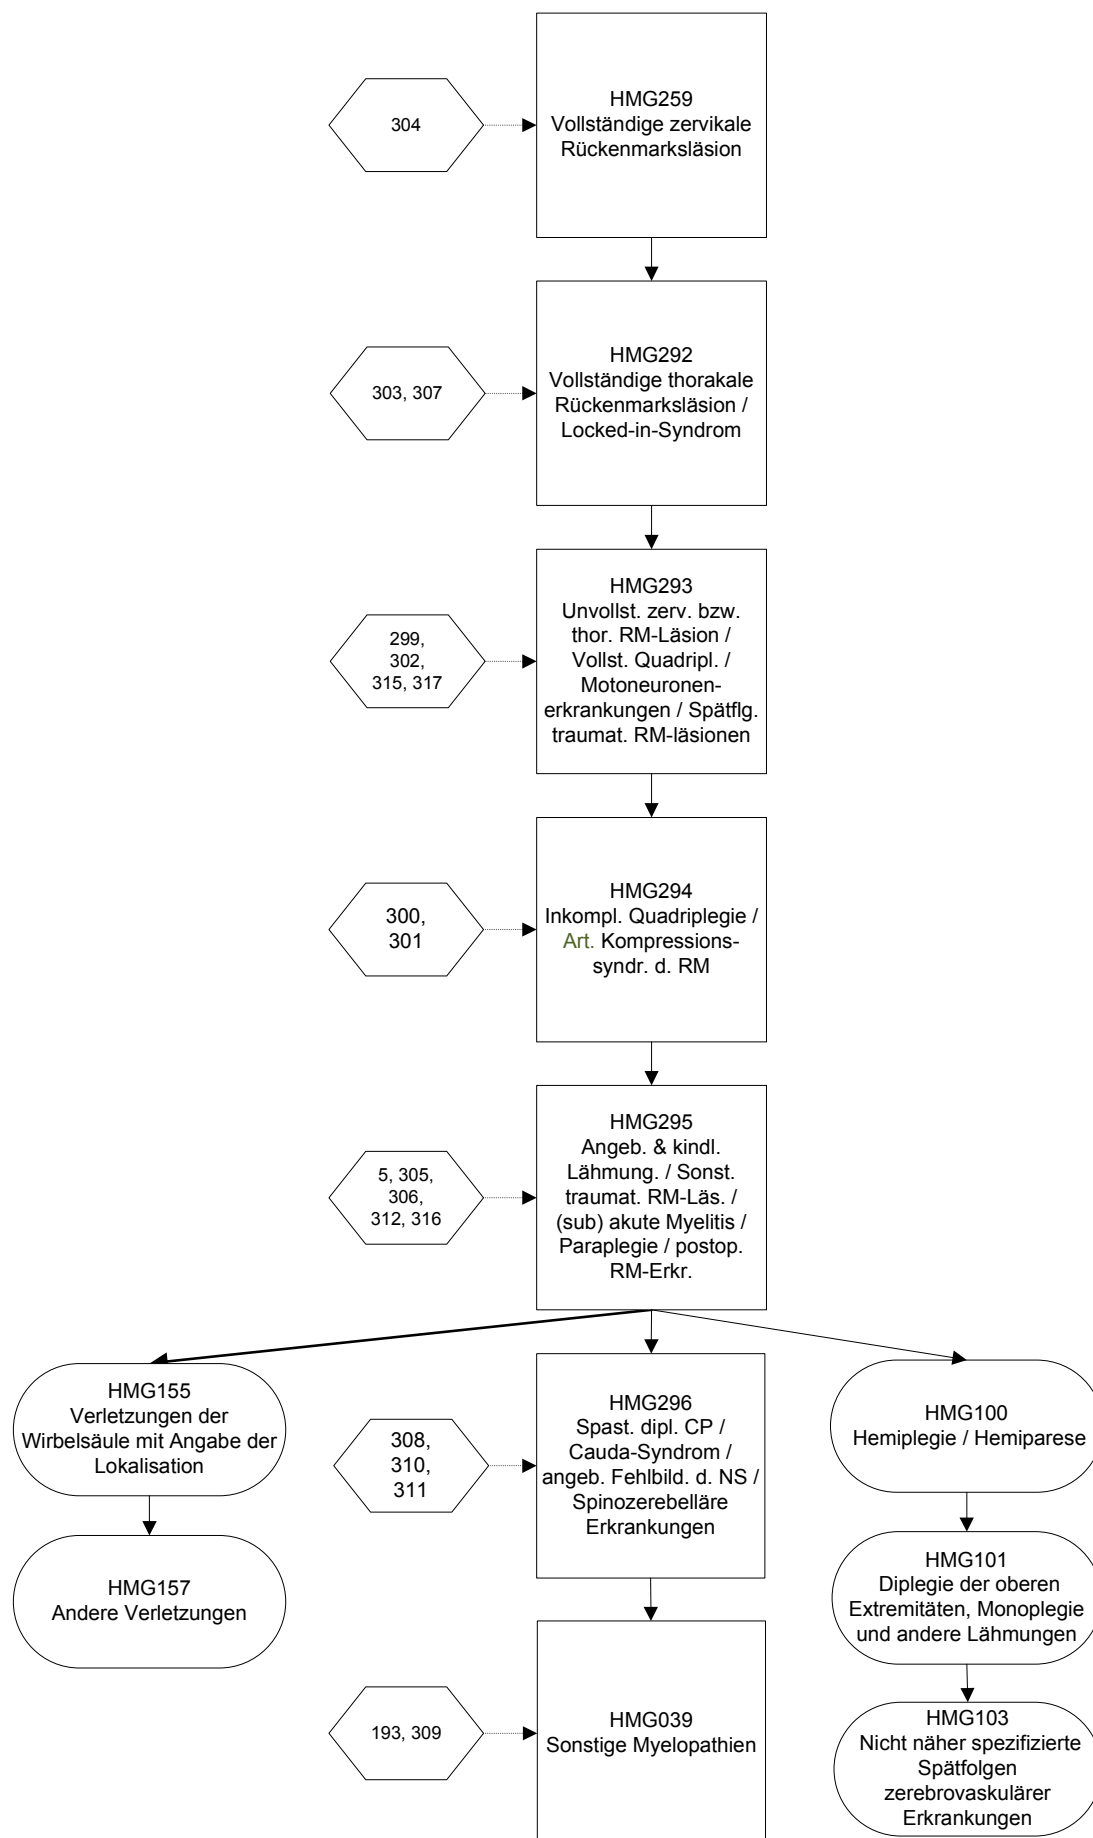 304
HMG259
Vollständige zervikale
Rückenmarksläsion
303, 307
HMG292
Vollständige thorakale
Rückenmarksläsion /
Locked-in-Syndrom
299,
302,
315, 317
HMG293
Unvollst. zerv. bzw.
thor. RM-Läsion /
Vollst. Quadripl. /
Motoneuronen-
erkrankungen / Spätflg.
traumat. RM-läsionen
300,
301
HMG294
Inkompl. Quadriplegie /
Art. Kompressions-
syndr. d. RM
5, 305,
306,
312, 316
HMG295
Angeb. & kindl.
Lähmung. / Sonst.
traumat. RM-Läs. /
(sub) akute Myelitis /
Paraplegie / postop.
RM-Erkr.
HMG155
Verletzungen der
Wirbelsäule mit Angabe der
Lokalisation
308,
310,
311
HMG296
Spast. dipl. CP /
Cauda-Syndrom /
angeb. Fehlbild. d. NS /
Spinozerebelläre
Erkrankungen
HMG100
Hemiplegie / Hemiparese
HMG157
Andere Verletzungen
HMG101
Diplegie der oberen
Extremitäten, Monoplegie
und andere Lähmungen
193, 309
HMG039
Sonstige Myelopathien
HMG103
Nicht näher spezifizierte
Spätfolgen
zerebrovaskulärer
Erkrankungen